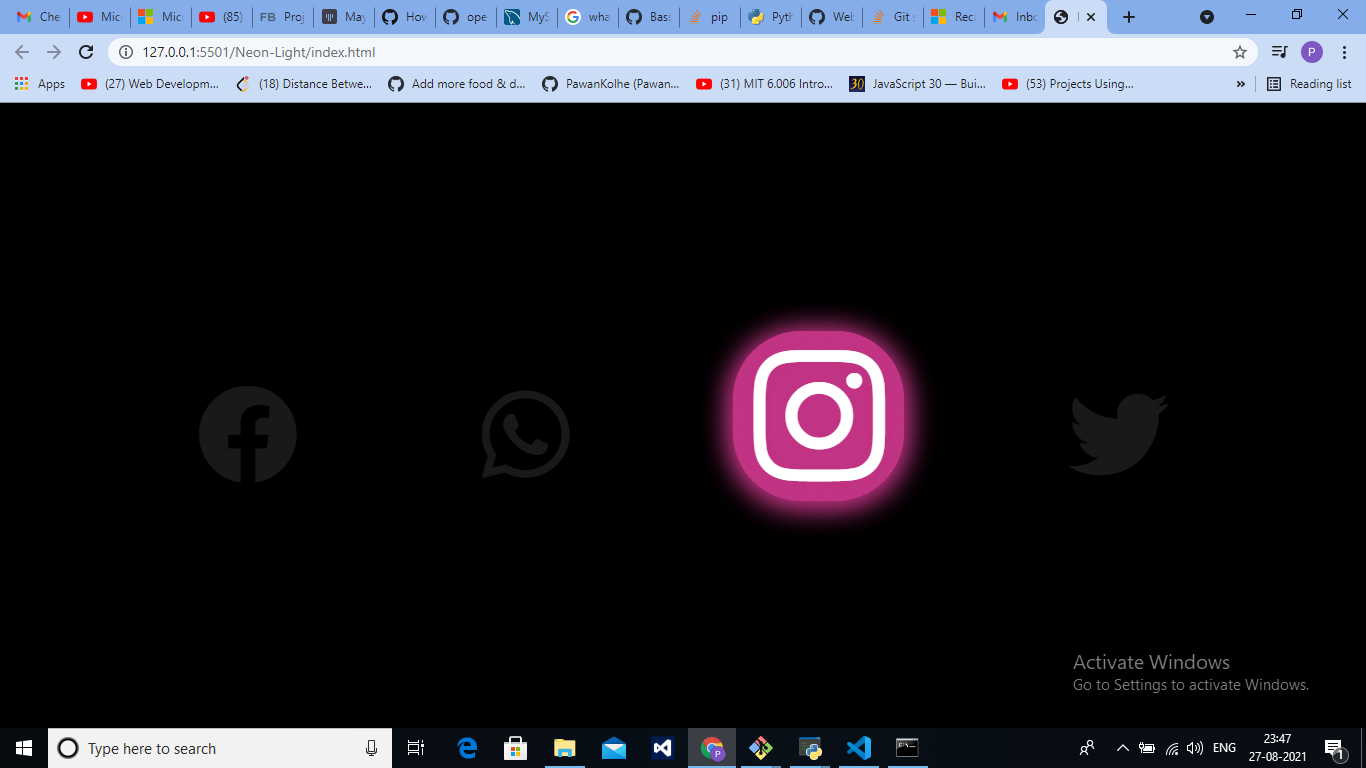 Che
Mic
Mic
(85)
FB Proj
May
How
ope
MyS
wha
Bass
pip
Pyth
Web
Git s
Rec
Inbo
127.0.0.1:5501/Neon-Light/index.html
P
Apps
(27) Web Developm...
(18) Distance Betwe...
Add more food & d...
PawanKolhe (Pawan...
(31) MIT 6.006 Intro...
30 JavaScript 30 — Bui...
(53) Projects Using...
»
Reading list
Activate Windows
Go to Settings to activate Windows.
Type here to search
P
ENG
23:47
27-08-2021
1